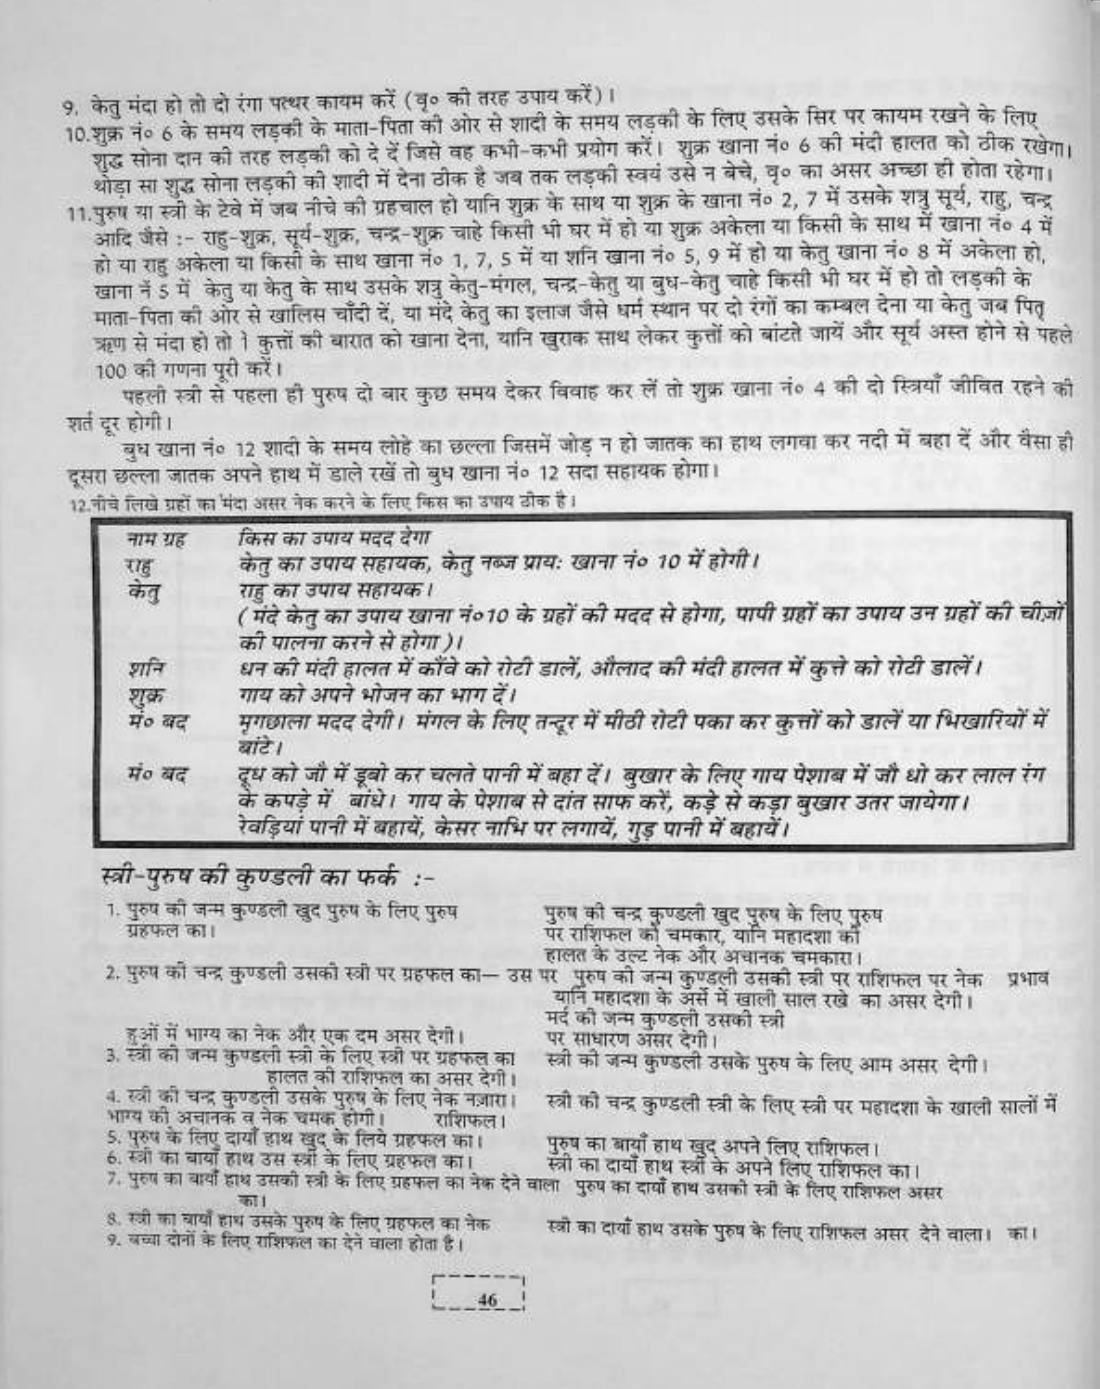 9. केतु मंदा हो तो दो रंगा पत्थर कायम करें (वृ० की तरह उपाय करें)।
10.शुक्र नं० 6 के समय लड़की के माता-पिता की ओर से शादी के समय लड़की के लिए उसके सिर पर कायम रखने के लिए
शुद्ध सोना दान की तरह लड़की को दे दें जिसे वह कभी-कभी प्रयोग करें। शुक्र खाना नं० 6 की मंदी हालत को ठीक रखेगा।
थोड़ा सा शुद्ध सोना लड़की की शादी में देना ठीक है जब तक लड़की स्वयं उसे न बेचे, वृ० का असर अच्छा ही होता रहेगा।
11.पुरुष या स्त्री के टेवे में जब नीचे की ग्रहचाल हो यानि शुक्र के साथ या शुक्र के खाना नं० 2, 7 में उसके शत्रु सूर्य, राहु, चन्द्र
आदि जैसे :- राहु-शुक्र, सूर्य-शुक्र, चन्द्र-शुक्र चाहे किसी भी घर में हो या शुक्र अकेला या किसी के साथ में खाना नं० 4 में
हो या राहु अकेला या किसी के साथ खाना नं० 1, 7, 5 में या शनि खाना नं० 5, 9 में हो या केतु खाना नं० 8 में अकेला हो,
खाना नें 5 में केतु या केतु के साथ उसके शत्रु केतु-मंगल, चन्द्र-केतु या बुध-केतु चाहे किसी भी घर में हो तो लड़की के
माता-पिता की ओर से खालिस चाँदी दें, या मंदे केतु का इलाज जैसे धर्म स्थान पर दो रंगों का कम्बल देना या केतु जब पितृ
ऋण से मंदा हो तो 1 कुत्तों की बारात को खाना देना, यानि खुराक साथ लेकर कुत्तों को बांटते जायें और सूर्य अस्त होने से पहले
100 की गणना पूरी करें।
पहली स्त्री से पहला ही पुरुष दो बार कुछ समय देकर विवाह कर लें तो शुक्र खाना नं० 4 की दो स्त्रियाँ जीवित रहने की
शर्त दूर होगी।
बुध खाना नं० 12 शादी के समय लोहे का छल्ला जिसमें जोड़ न हो जातक का हाथ लगवा कर नदी में बहा दें और वैसा ही
दूसरा छल्ला जातक अपने हाथ में डाले रखें तो बुध खाना नं० 12 सदा सहायक होगा।
12.नीचे लिखे ग्रहों का मंदा असर नेक करने के लिए किस का उपाय ठीक है।
नाम ग्रह किस का उपाय मदद देगा
राहु केतु का उपाय सहायक, केतु नब्ज प्रायः खाना नं० 10 में होगी।
केतु राहु का उपाय सहायक।
(मंदे केतु का उपाय खाना नं०10 के ग्रहों की मदद से होगा, पापी ग्रहों का उपाय उन ग्रहों की चीज़ों
की पालना करने से होगा)।
शनि धन की मंदी हालत में कौवे को रोटी डालें, औलाद की मंदी हालत में कुत्ते को रोटी डालें।
शुक्र गाय को अपने भोजन का भाग दें।
मं० बद मृगछाला मदद देगी। मंगल के लिए तन्दूर में मीठी रोटी पका कर कुत्तों को डालें या भिखारियों में
बांटे।
मं० बद दूध को जौ में डूबो कर चलते पानी में बहा दें। बुखार के लिए गाय पेशाब में जौ धो कर लाल रंग
के कपड़े में बांधे। गाय के पेशाब से दांत साफ करें, कड़े से कड़ा बुखार उतर जायेगा।
रेवड़ियां पानी में बहायें, केसर नाभि पर लगायें, गुड़ पानी में बहायें।
स्त्री-पुरुष की कुण्डली का फर्क :-
1. पुरुष की जन्म कुण्डली खुद पुरुष के लिए पुरुष पुरुष की चन्द्र कुण्डली खुद पुरुष के लिए पुरुष
ग्रहफल का। पर राशिफल की चमकार, यानि महादशा की
हालत के उल्ट नेक और अचानक चमकारा।
2. पुरुष की चन्द्र कुण्डली उसकी स्त्री पर ग्रहफल का— उस पर पुरुष की जन्म कुण्डली उसकी स्त्री पर राशिफल पर नेक प्रभाव
यानि महादशा के अर्से में खाली साल रखे का असर देगी।
मर्द की जन्म कुण्डली उसकी स्त्री
हुओं में भाग्य का नेक और एक दम असर देगी। पर साधारण असर देगी।
3. स्त्री की जन्म कुण्डली स्त्री के लिए स्त्री पर ग्रहफल का स्त्री की जन्म कुण्डली उसके पुरुष के लिए आम असर देगी।
हालत की राशिफल का असर देगी।
4. स्त्री की चन्द्र कुण्डली उसके पुरुष के लिए नेक नज़ारा। स्त्री की चन्द्र कुण्डली स्त्री के लिए स्त्री पर महादशा के खाली सालों में
भाग्य की अचानक व नेक चमक होगी। राशिफल।
5. पुरुष के लिए दायाँ हाथ खुद के लिये ग्रहफल का। पुरुष का बायाँ हाथ खुद अपने लिए राशिफल।
6. स्त्री का बायाँ हाथ उस स्त्री के लिए ग्रहफल का। स्त्री का दायाँ हाथ स्त्री के अपने लिए राशिफल का।
7. पुरुष का बायाँ हाथ उसकी स्त्री के लिए ग्रहफल का नेक देने वाला पुरुष का दायाँ हाथ उसकी स्त्री के लिए राशिफल असर
का।
8. स्त्री का बायाँ हाथ उसके पुरुष के लिए ग्रहफल का नेक स्त्री का दायाँ हाथ उसके पुरुष के लिए राशिफल असर देने वाला। का।
9. बच्चा दोनों के लिए राशिफल का देने वाला होता है।
46